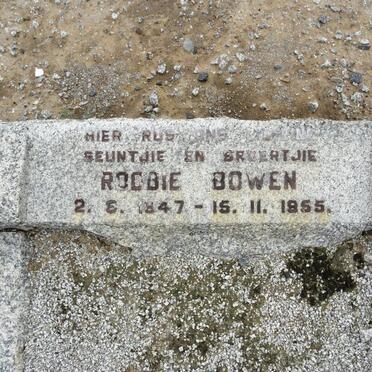 HIER RUS ONS
SEUNTJIE EN BROERTJIE
ROBBIE BOWEN
2. 6. 1947 - 15. 11. 1955.